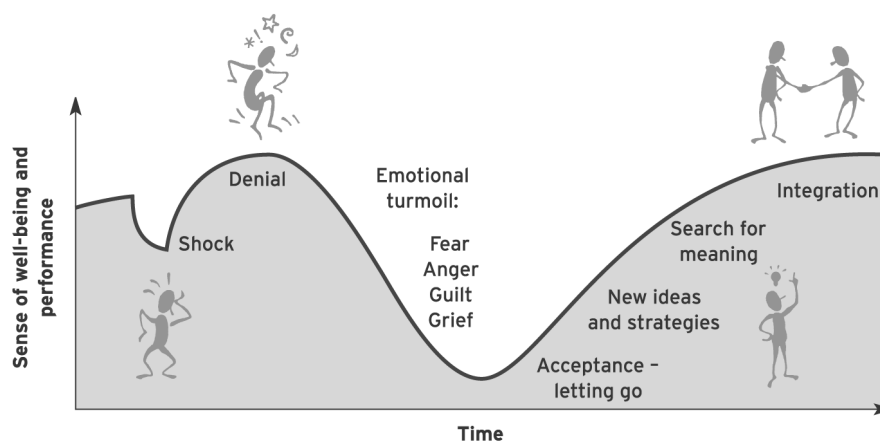 Sense of well-being and
performance
Denial
Shock
Emotional
turmoil:
Fear
Anger
Guilt
Grief
Acceptance –
letting go
New ideas
and strategies
Search for
meaning
Integration
Time